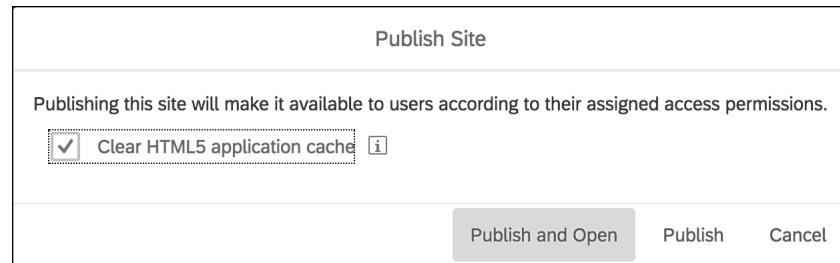 Publish Site
Publishing this site will make it available to users according to their assigned access permissions.
Clear HTML5 application cache
Publish and Open Publish Cancel